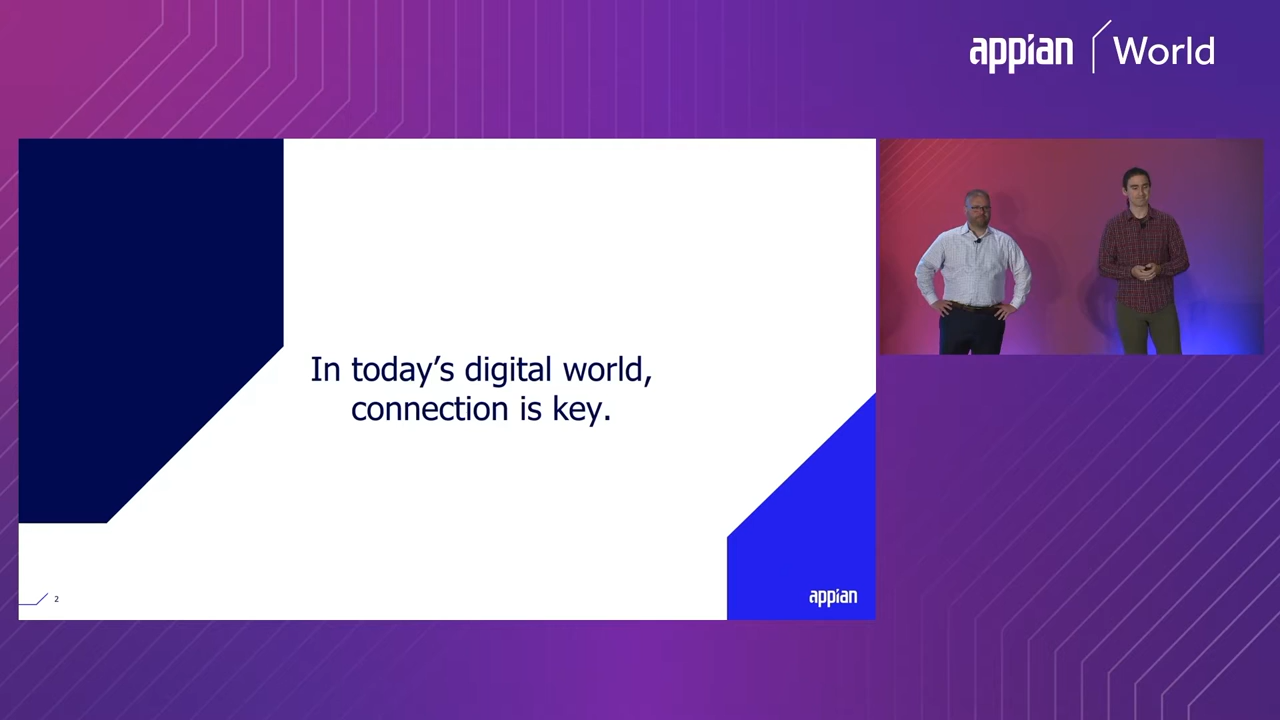 appian World
In today’s digital world,
connection is key.
2
appian